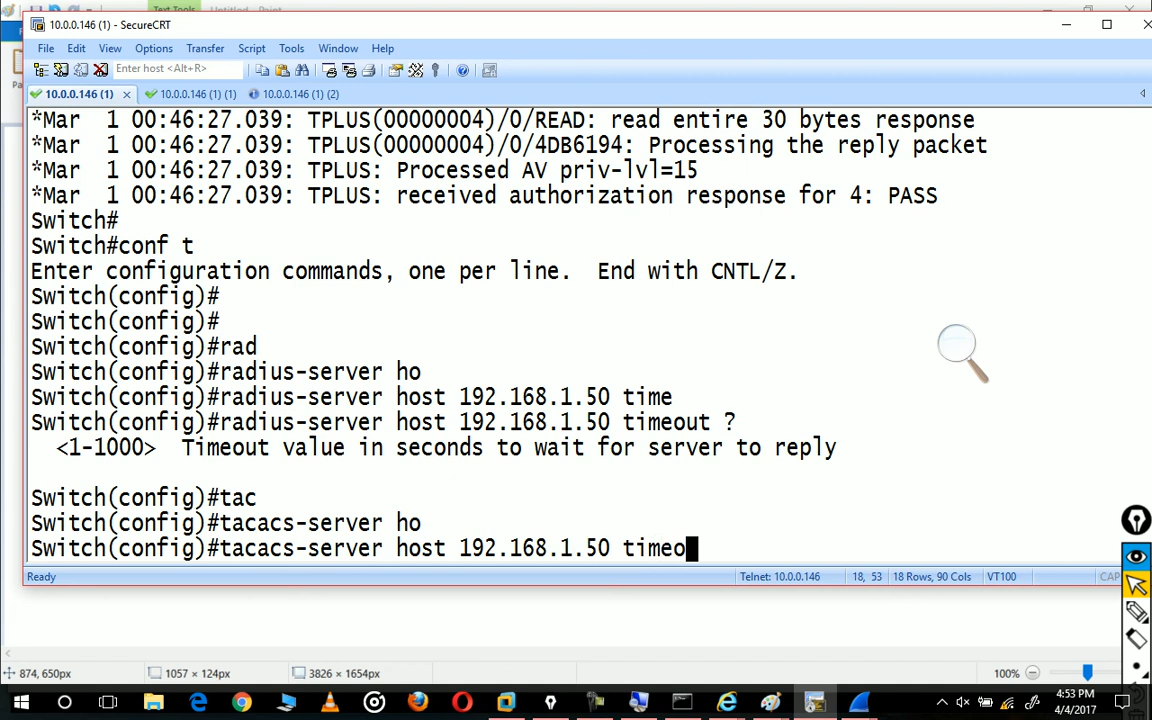 Text Tools Untitled - Paint
10.0.0.146 (1) - SecureCRT
File Edit View Options Transfer Script Tools Window Help
Enter host <Alt+R>
10.0.0.146 (1) × 10.0.0.146 (1) (1) 10.0.0.146 (1) (2)
*Mar 1 00:46:27.039: TPLUS(00000004)/0/READ: read entire 30 bytes response
*Mar 1 00:46:27.039: TPLUS(00000004)/0/4DB6194: Processing the reply packet
*Mar 1 00:46:27.039: TPLUS: Processed AV priv-lvl=15
*Mar 1 00:46:27.039: TPLUS: received authorization response for 4: PASS
Switch#
Switch#conf t
Enter configuration commands, one per line. End with CNTL/Z.
Switch(config)#
Switch(config)#
Switch(config)#rad
Switch(config)#radius-server ho
Switch(config)#radius-server host 192.168.1.50 time
Switch(config)#radius-server host 192.168.1.50 timeout ?
<1-1000> Timeout value in seconds to wait for server to reply
Switch(config)#tac
Switch(config)#tacacs-server ho
Switch(config)#tacacs-server host 192.168.1.50 timeo
Ready Telnet: 10.0.0.146 18, 53 18 Rows, 90 Cols VT100 CAP
874, 650px 1057 × 124px 3826 × 1654px 100%
4:53 PM
4/4/2017